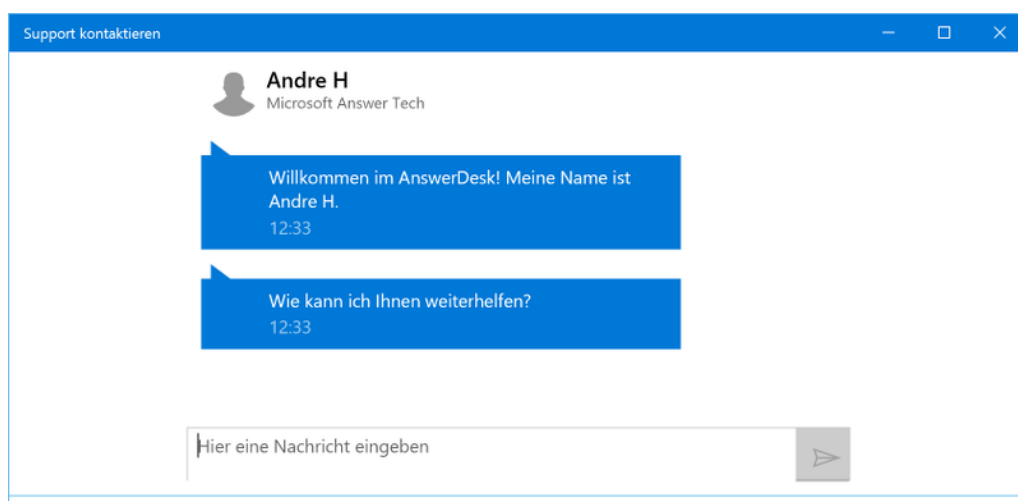 Support kontaktieren
Andre H
Microsoft Answer Tech
Willkommen im AnswerDesk! Meine Name ist
Andre H.
12:33
Wie kann ich Ihnen weiterhelfen?
12:33
Hier eine Nachricht eingeben